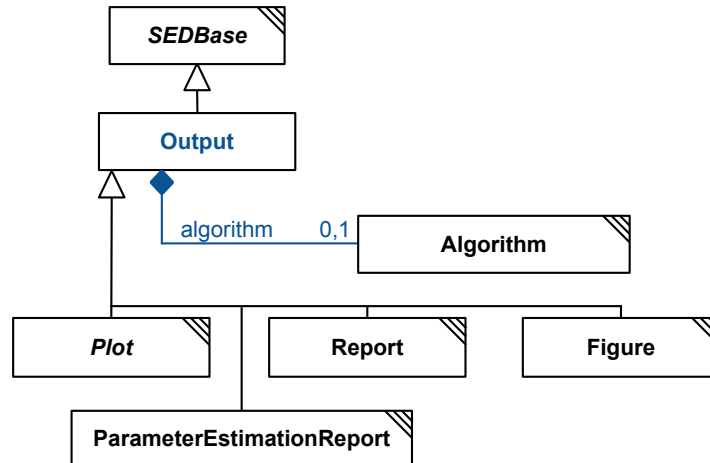 SEDBase
Output
algorithm 0,1
Algorithm
Plot
Report
Figure
ParameterEstimationReport